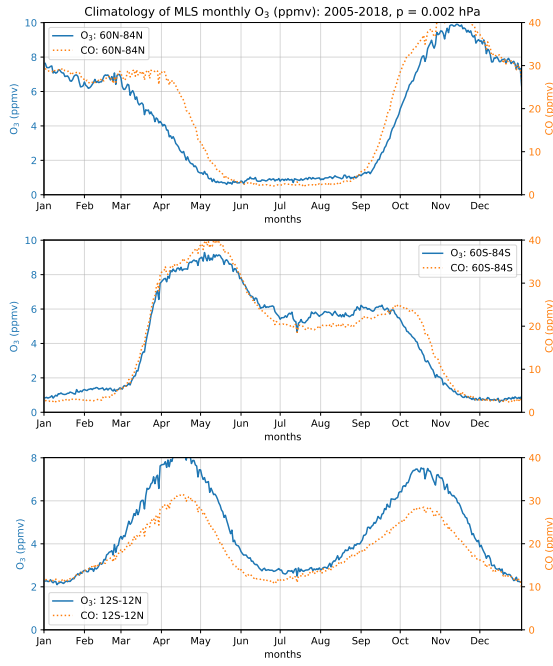 Climatology of MLS monthly O₃ (ppmv): 2005-2018, p = 0.002 hPa
O₃ (ppmv)
10
8
6
4
2
0
O₃: 60N-84N
CO: 60N-84N
40
30
20
10
0
CO (ppmv)
Jan Feb Mar Apr May Jun Jul Aug Sep Oct Nov Dec
months
O₃ (ppmv)
10
8
6
4
2
0
O₃: 60S-84S
CO: 60S-84S
40
30
20
10
0
CO (ppmv)
Jan Feb Mar Apr May Jun Jul Aug Sep Oct Nov Dec
months
O₃ (ppmv)
8
6
4
2
0
O₃: 12S-12N
CO: 12S-12N
40
30
20
10
0
CO (ppmv)
Jan Feb Mar Apr May Jun Jul Aug Sep Oct Nov Dec
months